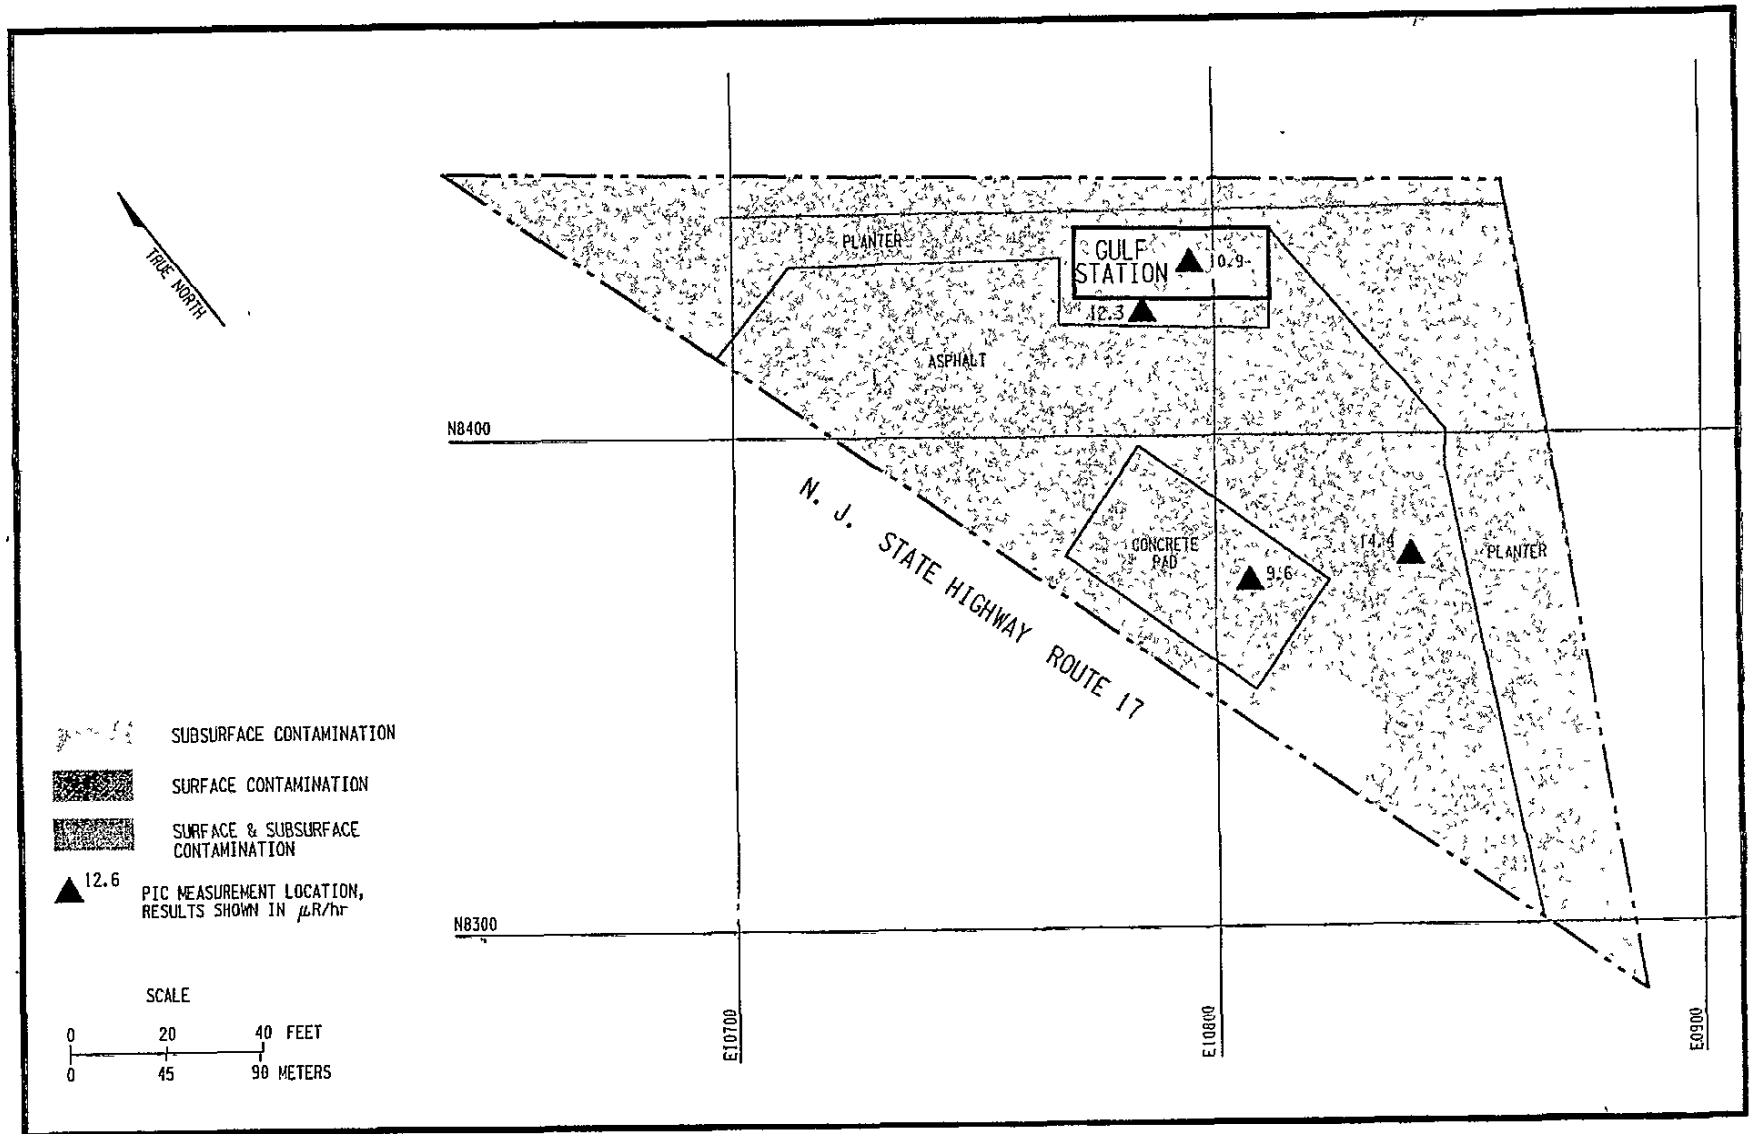 TRUE NORTH
PLANTER
GULF
STATION
10.9
12.3
ASPHALT
N8400
N. J. STATE HIGHWAY ROUTE 17
CONCRETE
PAD
9.6
14.4
PLANTER
SUBSURFACE CONTAMINATION
SURFACE CONTAMINATION
SURFACE & SUBSURFACE
CONTAMINATION
12.6
PIC MEASUREMENT LOCATION,
RESULTS SHOWN IN μR/hr
N8300
SCALE
0 20 40 FEET
0 45 90 METERS
E10700
E10800
E0900